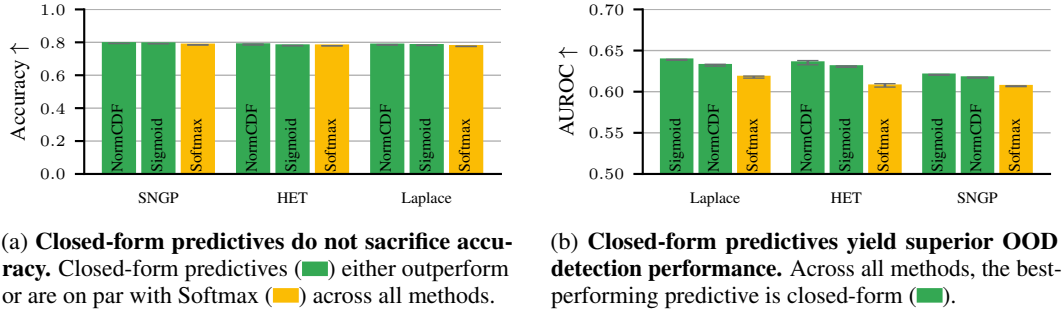 1.0
0.8
0.6
0.4
0.2
0.0
Accuracy ↑
NormCDF
Sigmoid
Softmax
NormCDF
Sigmoid
Softmax
NormCDF
Sigmoid
Softmax
SNGP
HET
Laplace
(a) Closed-form predictives do not sacrifice accu-
racy. Closed-form predictives ( ) either outperform
or are on par with Softmax ( ) across all methods.
0.70
0.65
0.60
0.55
0.50
AUROC ↑
Sigmoid
NormCDF
Softmax
NormCDF
Sigmoid
Softmax
Sigmoid
NormCDF
Softmax
Laplace
HET
SNGP
(b) Closed-form predictives yield superior OOD
detection performance. Across all methods, the best-
performing predictive is closed-form ( ).